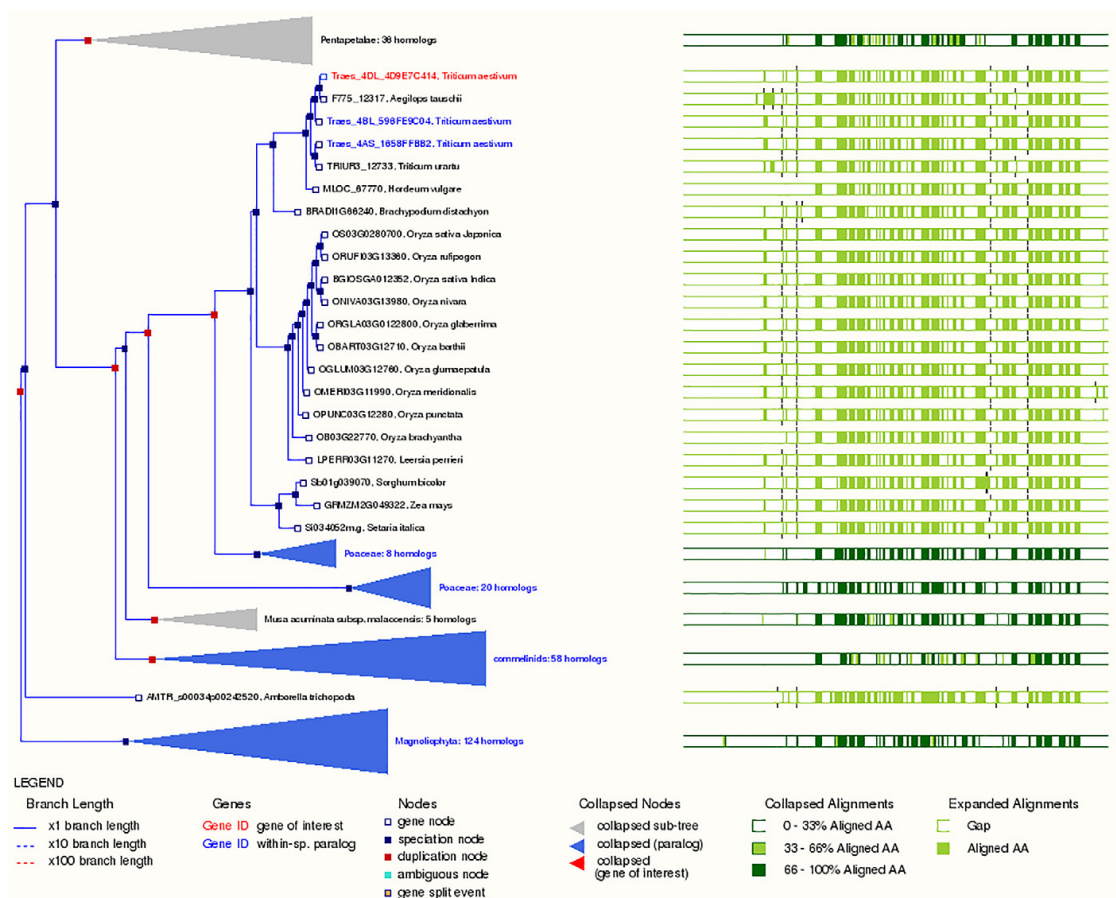 Pentapetalae: 36 homologs
Traes_4DL_4D9E7C414, Triticum aestivum
F775_12317, Aegilops tauschii
Traes_4BL_596FE9C04, Triticum aestivum
Traes_4AS_1658FFBB2, Triticum aestivum
TRIUR3_12733, Triticum urartu
MLOC_67770, Hordeum vulgare
BRADI1G66240, Brachypodium distachyon
OS03G0280700, Oryza sativa Japonica
ORUFI03G13360, Oryza rufipogon
BGIOSGA012352, Oryza sativa Indica
ONIVA03G13980, Oryza nivara
ORGLA03G0122800, Oryza glaberrima
OBART03G12710, Oryza barthii
OGLUM03G12760, Oryza glumaepatula
OMERI03G11990, Oryza meridionalis
OPUNC03G12280, Oryza punctata
OB03G22770, Oryza brachyantha
LPERR03G11270, Leersia perrieri
Sb01g039070, Sorghum bicolor
GRMZM2G049322, Zea mays
Si034052m.g, Setaria italica
Poaceae: 8 homologs
Poaceae: 20 homologs
Musa acuminata subsp. malaccensis: 5 homologs
commelinids: 58 homologs
AMTR_s00034p00242520, Amborella trichopoda
Magnoliophyta: 124 homologs
LEGEND
Branch Length
x1 branch length
x10 branch length
x100 branch length
Genes
Gene ID gene of interest
Gene ID within-sp. paralog
Nodes
gene node
speciation node
duplication node
ambiguous node
gene split event
Collapsed Nodes
collapsed sub-tree
collapsed (paralog)
collapsed
(gene of interest)
Collapsed Alignments
0 - 33% Aligned AA
33 - 66% Aligned AA
66 - 100% Aligned AA
Expanded Alignments
Gap
Aligned AA